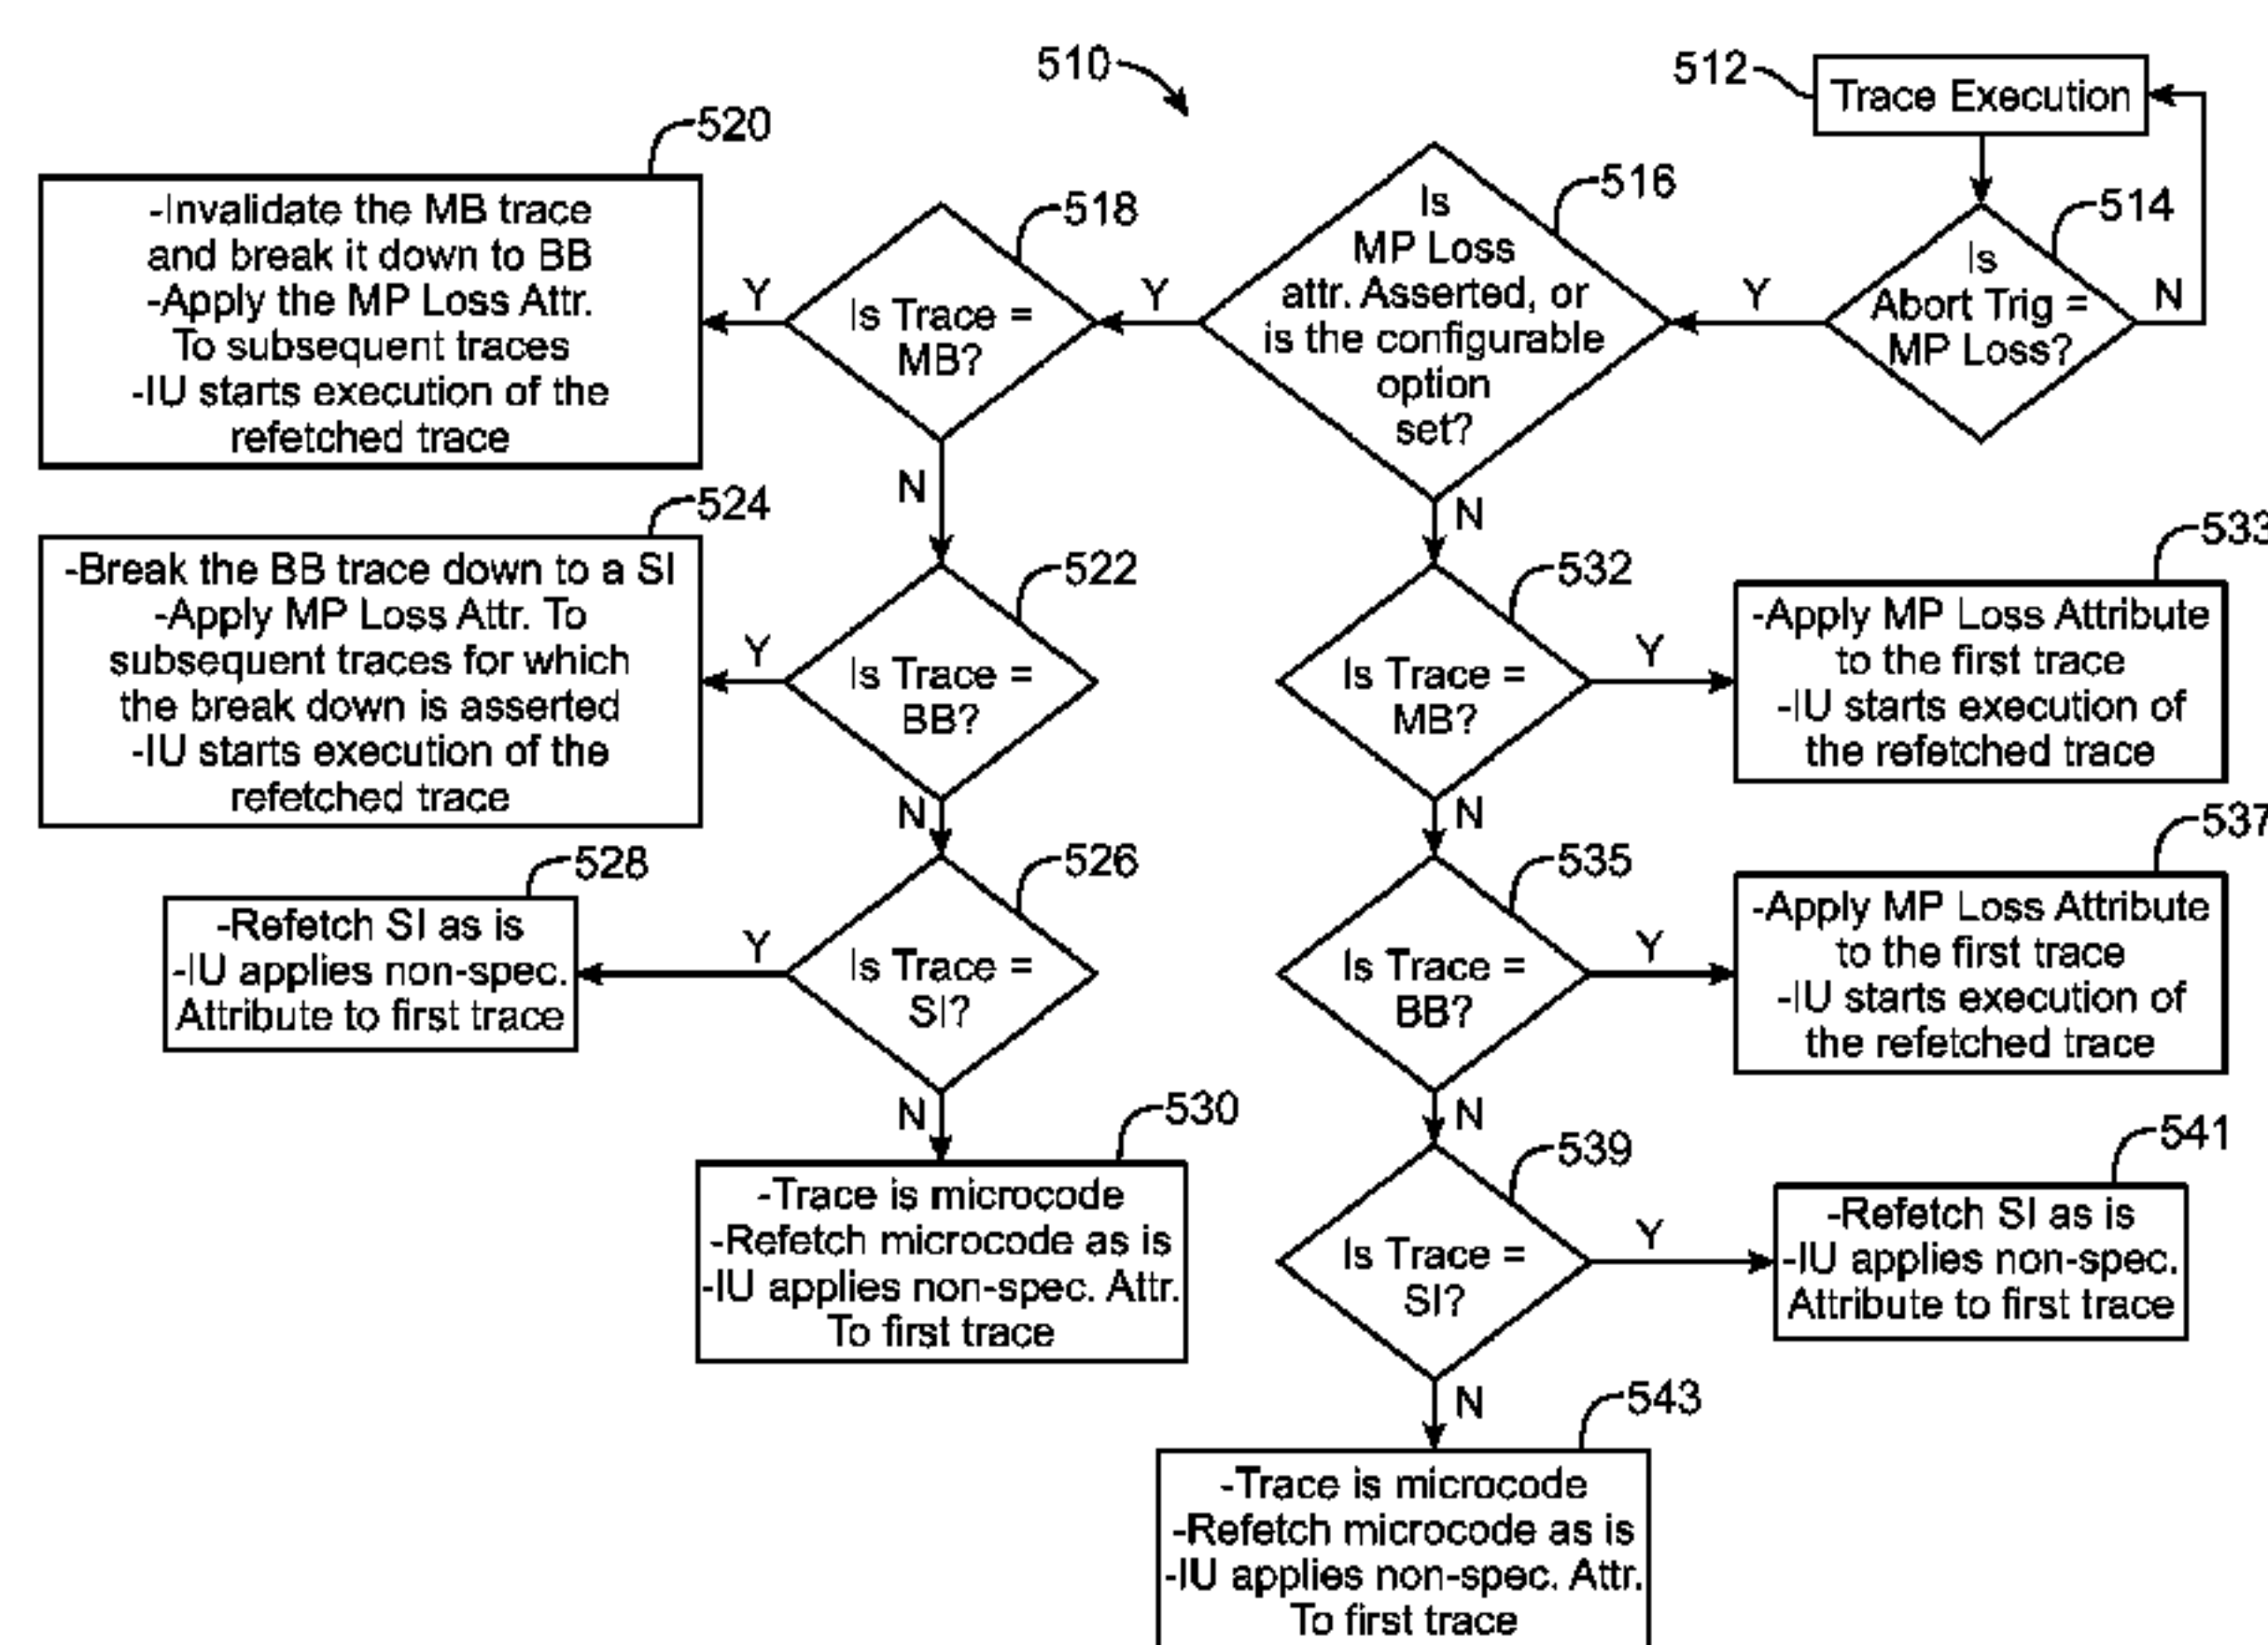 510
512
Trace Execution
514
Is
Abort Trig =
MP Loss?
N
Y
516
Is
MP Loss
attr. Asserted, or
is the configurable
option
set?
Y
N
518
Is Trace =
MB?
Y
N
520
-Invalidate the MB trace
and break it down to BB
-Apply the MP Loss Attr.
To subsequent traces
-IU starts execution of the
refetched trace
522
Is Trace =
BB?
Y
N
524
-Break the BB trace down to a SI
-Apply MP Loss Attr. To
subsequent traces for which
the break down is asserted
-IU starts execution of the
refetched trace
526
Is Trace =
SI?
Y
N
528
-Refetch SI as is
-IU applies non-spec.
Attribute to first trace
530
-Trace is microcode
-Refetch microcode as is
-IU applies non-spec. Attr.
To first trace
532
Is Trace =
MB?
Y
N
533
-Apply MP Loss Attribute
to the first trace
-IU starts execution of
the refetched trace
535
Is Trace =
BB?
Y
N
537
-Apply MP Loss Attribute
to the first trace
-IU starts execution of
the refetched trace
539
Is Trace =
SI?
Y
N
541
-Refetch SI as is
-IU applies non-spec.
Attribute to first trace
543
-Trace is microcode
-Refetch microcode as is
-IU applies non-spec. Attr.
To first trace